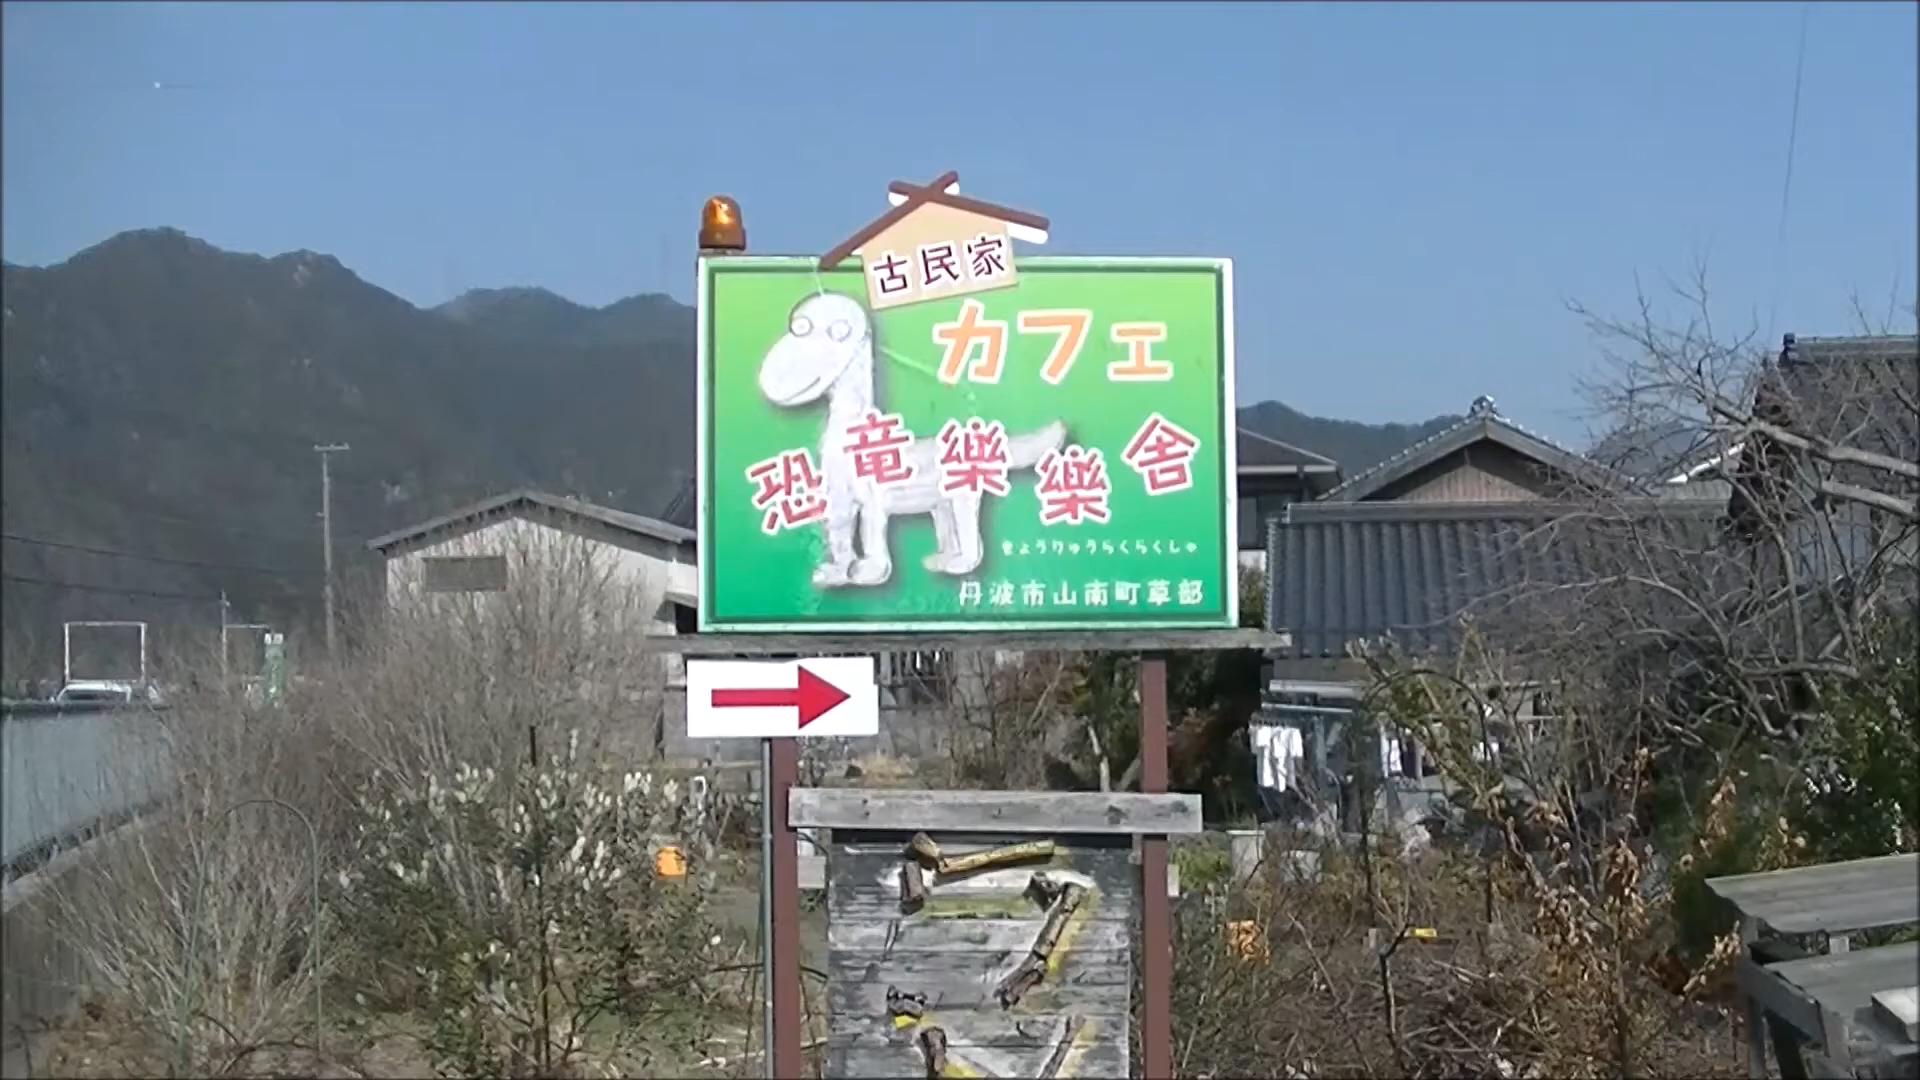 古民家
カフェ
恐竜樂樂舎
きょうりゅうらくらくしゃ
丹波市山南町草部